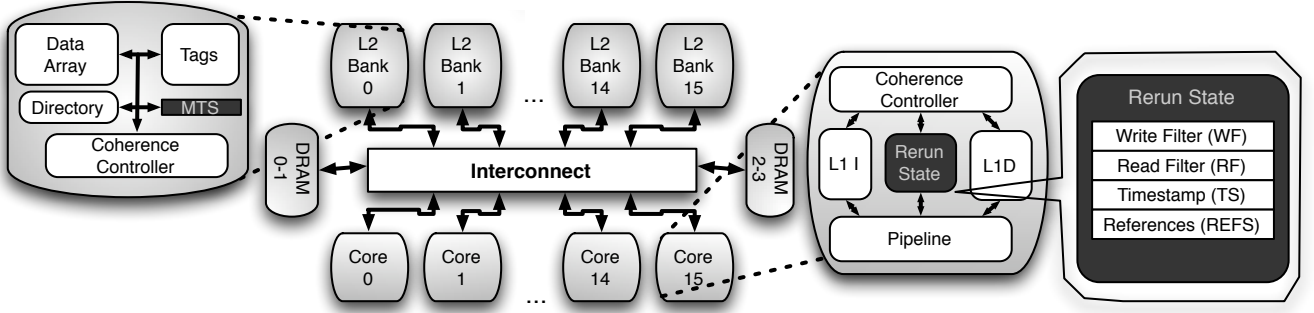 Data
Array
Tags
Directory
MTS
Coherence
Controller
L2
Bank
0
L2
Bank
1
...
L2
Bank
14
L2
Bank
15
DRAM
0-1
Interconnect
DRAM
2-3
Core
0
Core
1
...
Core
14
Core
15
Coherence
Controller
L1 I
Rerun
State
L1D
Pipeline
Rerun State
Write Filter (WF)
Read Filter (RF)
Timestamp (TS)
References (REFS)